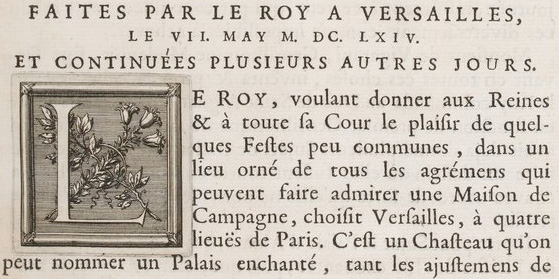 FAITES PAR LE ROY A VERSAILLES,
LE VII. MAY M. DC. LXIV.
ET CONTINUÉES PLUSIEURS AUTRES JOURS.
LE ROY, voulant donner aux Reines
& à toute ſa Cour le plaiſir de quel-
ques Feſtes peu communes, dans un
lieu orné de tous les agrémens qui
peuvent faire admirer une Maiſon de
Campagne, choiſit Verſailles, à quatre
lieuës de Paris. C'eſt un Chaſteau qu'on
peut nommer un Palais enchanté, tant les ajuſtemens de